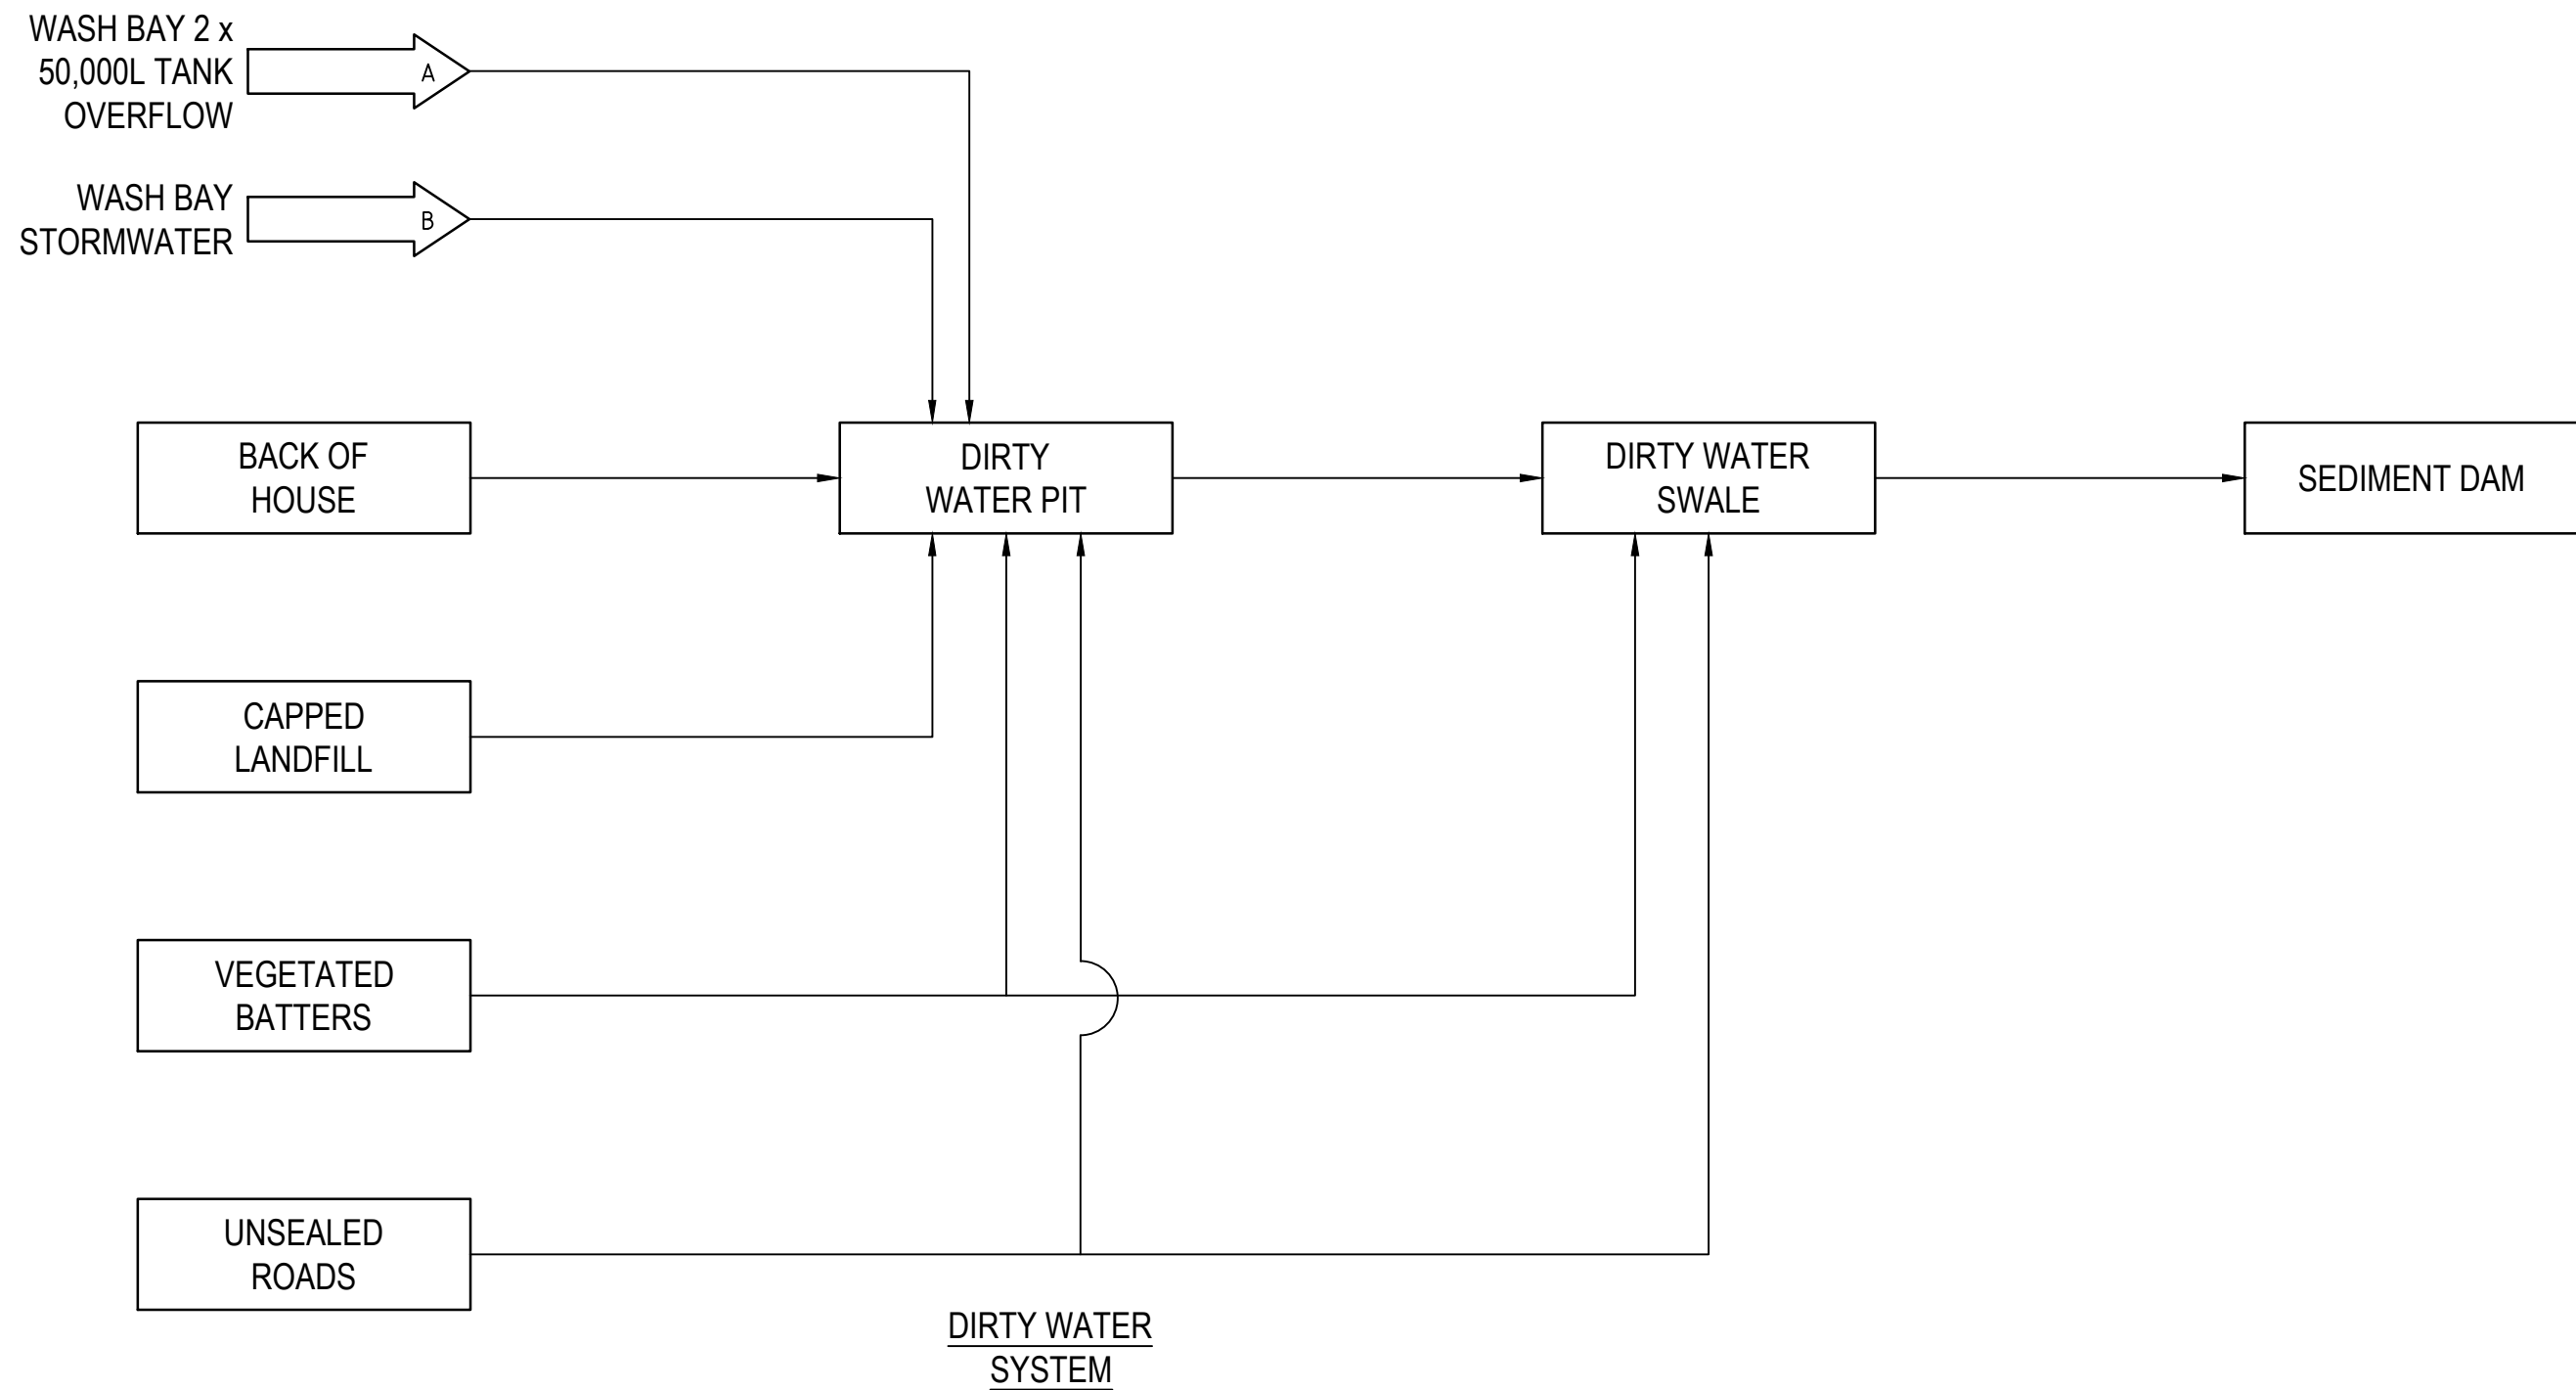 WASH BAY 2 x
50,000L TANK
OVERFLOW
A
WASH BAY
STORMWATER
B
BACK OF
HOUSE
DIRTY
WATER PIT
DIRTY WATER
SWALE
SEDIMENT DAM
CAPPED
LANDFILL
VEGETATED
BATTERS
UNSEALED
ROADS
DIRTY WATER
SYSTEM